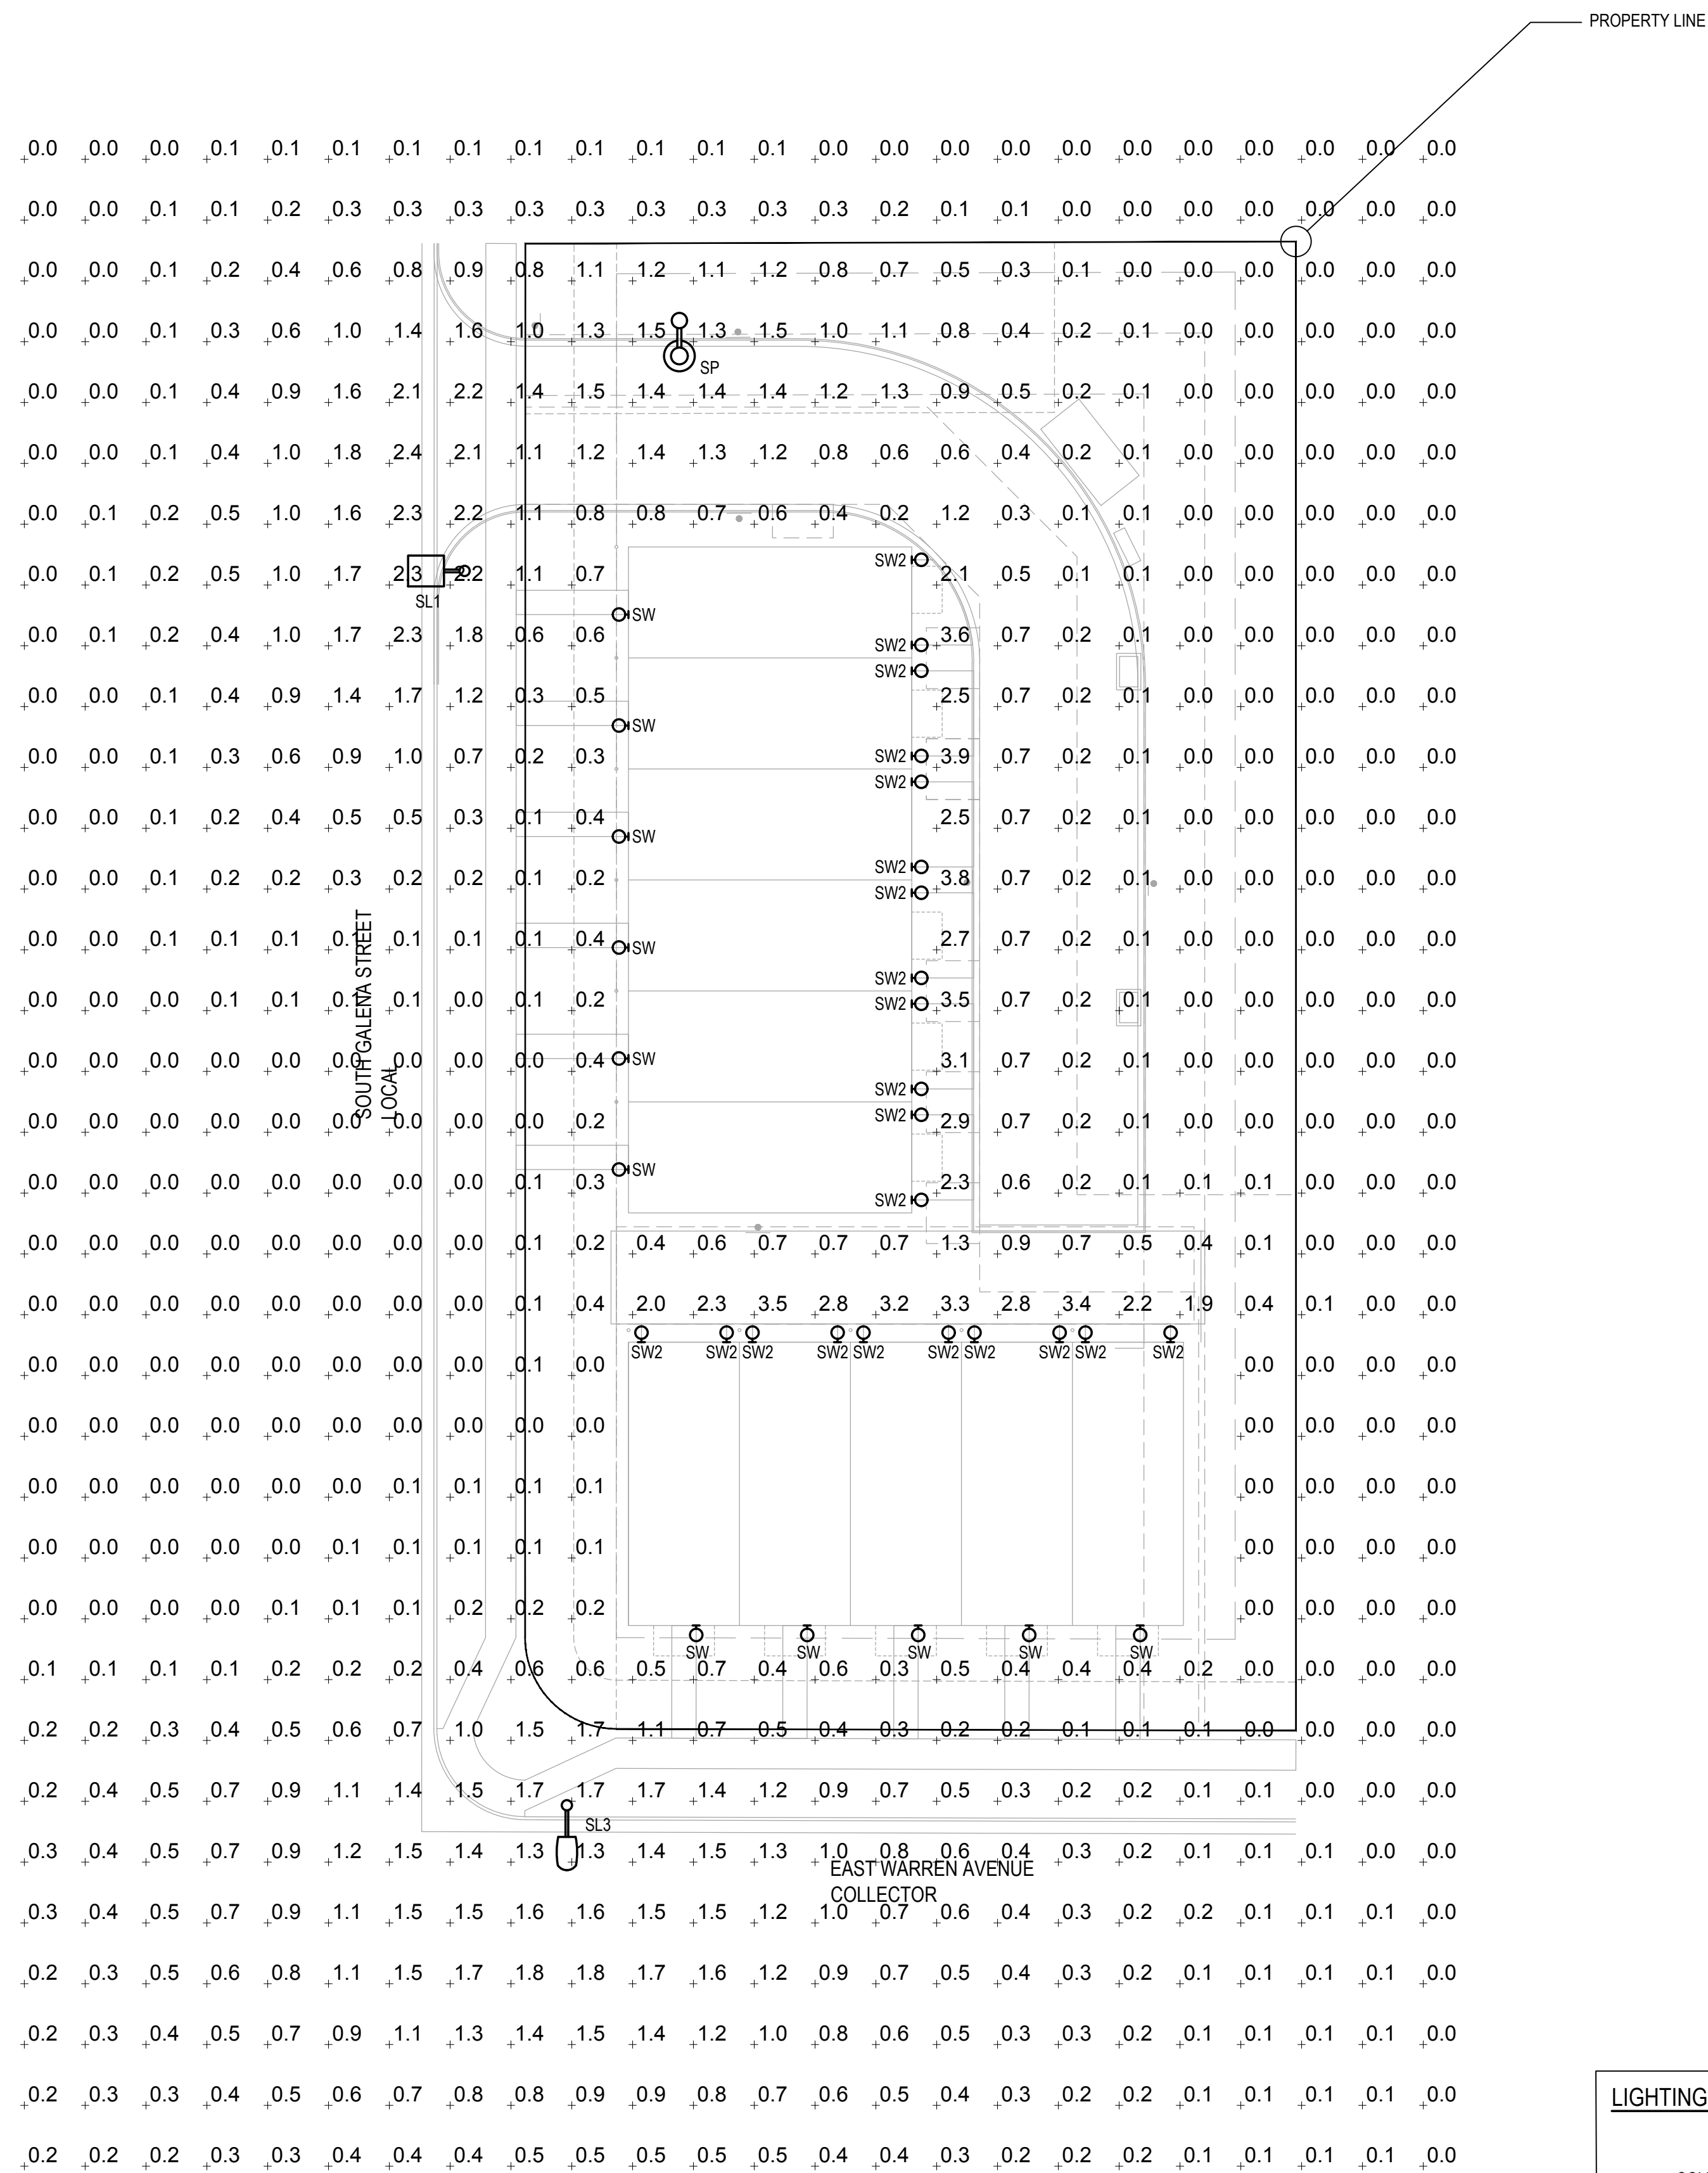 PROPERTY LINE
0.0 0.0 0.0 0.1 0.1 0.1 0.1 0.1 0.1 0.1 0.1 0.1 0.1 0.0 0.0 0.0 0.0 0.0 0.0 0.0 0.0 0.0 0.0 0.0
0.0 0.0 0.1 0.1 0.2 0.3 0.3 0.3 0.3 0.3 0.3 0.3 0.3 0.3 0.2 0.1 0.1 0.0 0.0 0.0 0.0 0.0 0.0 0.0
0.0 0.0 0.1 0.2 0.4 0.6 0.8 0.9 0.8 1.1 1.2 1.1 1.2 0.8 0.7 0.5 0.3 0.1 0.0 0.0 0.0 0.0 0.0 0.0
0.0 0.0 0.1 0.3 0.6 1.0 1.4 1.6 1.0 1.3 1.5 1.3 1.5 1.0 1.1 0.8 0.4 0.2 0.1 0.0 0.0 0.0 0.0 0.0
SP
0.0 0.0 0.1 0.4 0.9 1.6 2.1 2.2 1.4 1.5 1.4 1.4 1.4 1.2 1.3 0.9 0.5 0.2 0.1 0.0 0.0 0.0 0.0 0.0
0.0 0.0 0.1 0.4 1.0 1.8 2.4 2.1 1.1 1.2 1.4 1.3 1.2 0.8 0.6 0.6 0.4 0.2 0.1 0.0 0.0 0.0 0.0 0.0
0.0 0.1 0.2 0.5 1.0 1.6 2.3 2.2 1.1 0.8 0.8 0.7 0.6 0.4 0.2 1.2 0.3 0.1 0.1 0.0 0.0 0.0 0.0 0.0
SW2
0.0 0.1 0.2 0.5 1.0 1.7 2.3 2.2 1.1 0.7 2.1 0.5 0.1 0.1 0.0 0.0 0.0 0.0 0.0
SL1
SW
0.0 0.1 0.2 0.4 1.0 1.7 2.3 1.8 0.6 0.6 3.6 0.7 0.2 0.1 0.0 0.0 0.0 0.0 0.0
SW2
SW2
0.0 0.0 0.1 0.4 0.9 1.4 1.7 1.2 0.3 0.5 2.5 0.7 0.2 0.1 0.0 0.0 0.0 0.0 0.0
SW
0.0 0.0 0.1 0.3 0.6 0.9 1.0 0.7 0.2 0.3 SW2 3.9 0.7 0.2 0.1 0.0 0.0 0.0 0.0 0.0
SW2
0.0 0.0 0.1 0.2 0.4 0.5 0.5 0.3 0.1 0.4 2.5 0.7 0.2 0.1 0.0 0.0 0.0 0.0 0.0
SW
SW2
0.0 0.0 0.1 0.2 0.2 0.3 0.2 0.2 0.1 0.2 3.8 0.7 0.2 0.1 0.0 0.0 0.0 0.0 0.0
SW2
0.0 0.0 0.1 0.1 0.1 0.1 0.1 0.1 0.1 0.4 SW 2.7 0.7 0.2 0.1 0.0 0.0 0.0 0.0 0.0
SW2
0.0 0.0 0.0 0.1 0.1 0.1 0.1 0.0 0.1 0.2 SW2 3.5 0.7 0.2 0.1 0.0 0.0 0.0 0.0 0.0
SOUTH GALENA STREET
LOCAL
0.0 0.0 0.0 0.0 0.0 0.0 0.0 0.0 0.0 0.4 SW 3.1 0.7 0.2 0.1 0.0 0.0 0.0 0.0 0.0
SW2
SW2
0.0 0.0 0.0 0.0 0.0 0.0 0.0 0.0 0.0 0.2 2.9 0.7 0.2 0.1 0.0 0.0 0.0 0.0 0.0
SW
0.0 0.0 0.0 0.0 0.0 0.0 0.0 0.0 0.1 0.3 2.3 0.6 0.2 0.1 0.1 0.1 0.0 0.0 0.0
SW2
0.0 0.0 0.0 0.0 0.0 0.0 0.0 0.0 0.1 0.2 0.4 0.6 0.7 0.7 0.7 1.3 0.9 0.7 0.5 0.4 0.1 0.0 0.0 0.0
0.0 0.0 0.0 0.0 0.0 0.0 0.0 0.0 0.1 0.4 2.0 2.3 3.5 2.8 3.2 3.3 2.8 3.4 2.2 1.9 0.4 0.1 0.0 0.0
SW2 SW2 SW2 SW2 SW2 SW2 SW2 SW2 SW2 SW2
0.0 0.0 0.0 0.0 0.0 0.0 0.0 0.0 0.1 0.0 0.0 0.0 0.0 0.0
0.0 0.0 0.0 0.0 0.0 0.0 0.0 0.0 0.0 0.0 0.0 0.0 0.0 0.0
0.0 0.0 0.0 0.0 0.0 0.0 0.1 0.1 0.1 0.1 0.0 0.0 0.0 0.0
0.0 0.0 0.0 0.0 0.0 0.1 0.1 0.1 0.1 0.1 0.0 0.0 0.0 0.0
0.0 0.0 0.0 0.0 0.1 0.1 0.1 0.2 0.2 0.2 0.0 0.0 0.0 0.0
SW SW SW SW SW
0.1 0.1 0.1 0.1 0.2 0.2 0.2 0.4 0.6 0.6 0.5 0.7 0.4 0.6 0.3 0.5 0.4 0.4 0.4 0.2 0.0 0.0 0.0 0.0
0.2 0.2 0.3 0.4 0.5 0.6 0.7 1.0 1.5 1.7 1.1 0.7 0.5 0.4 0.3 0.2 0.2 0.1 0.1 0.1 0.0 0.0 0.0 0.0
0.2 0.4 0.5 0.7 0.9 1.1 1.4 1.5 1.7 1.7 1.7 1.4 1.2 0.9 0.7 0.5 0.3 0.2 0.2 0.1 0.1 0.0 0.0 0.0
SL3
0.3 0.4 0.5 0.7 0.9 1.2 1.5 1.4 1.3 1.3 1.4 1.5 1.3 1.0 0.8 0.6 0.4 0.3 0.2 0.1 0.1 0.1 0.0 0.0
EAST WARREN AVENUE
COLLECTOR
0.3 0.4 0.5 0.7 0.9 1.1 1.5 1.5 1.6 1.6 1.5 1.5 1.2 1.0 0.7 0.6 0.4 0.3 0.2 0.2 0.1 0.1 0.1 0.0
0.2 0.3 0.5 0.6 0.8 1.1 1.5 1.7 1.8 1.8 1.7 1.6 1.2 0.9 0.7 0.5 0.4 0.3 0.2 0.1 0.1 0.1 0.1 0.0
0.2 0.3 0.4 0.5 0.7 0.9 1.1 1.3 1.4 1.5 1.4 1.2 1.0 0.8 0.6 0.5 0.3 0.3 0.2 0.1 0.1 0.1 0.1 0.0
0.2 0.3 0.3 0.4 0.5 0.6 0.7 0.8 0.8 0.9 0.9 0.8 0.7 0.6 0.5 0.4 0.3 0.2 0.2 0.1 0.1 0.1 0.1 0.0
LIGHTING
0.2 0.2 0.2 0.3 0.3 0.4 0.4 0.4 0.5 0.5 0.5 0.5 0.5 0.4 0.4 0.3 0.2 0.2 0.2 0.1 0.1 0.1 0.1 0.0